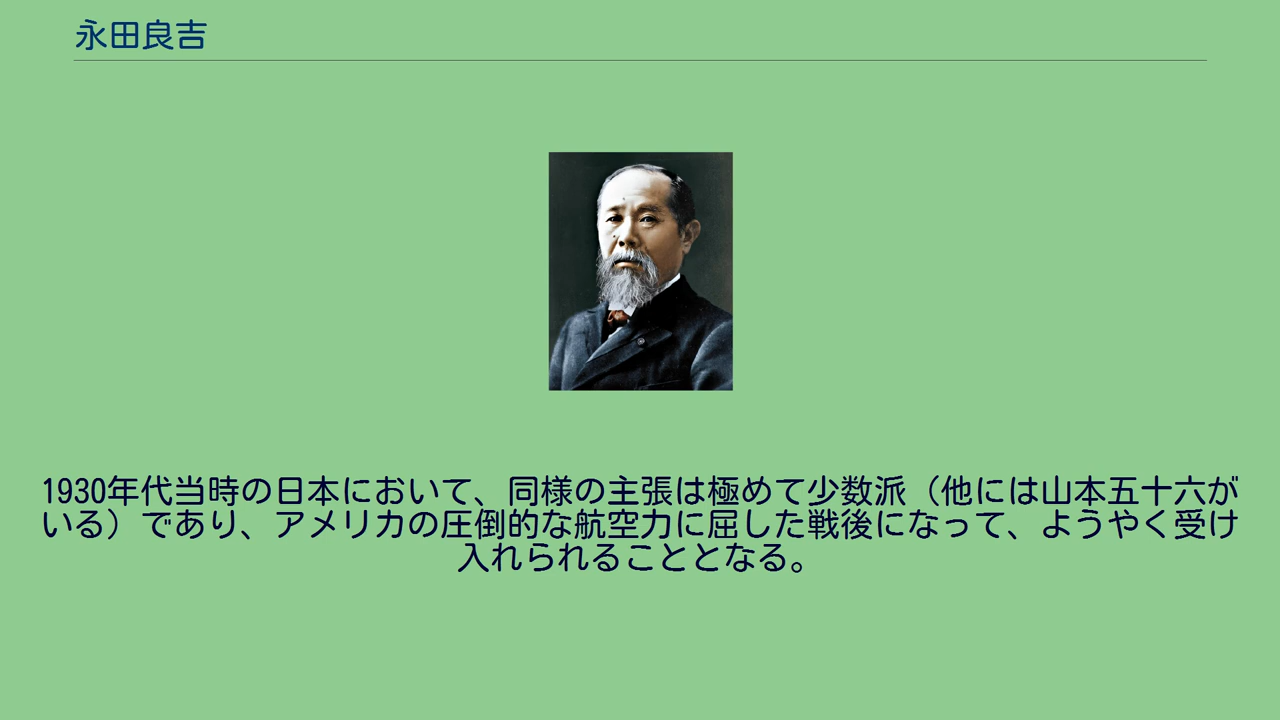 永田良吉
1930年代当時の日本において、同様の主張は極めて少数派（他には山本五十六が
いる）であり、アメリカの圧倒的な航空力に屈した戦後になって、ようやく受け
入れられることとなる。